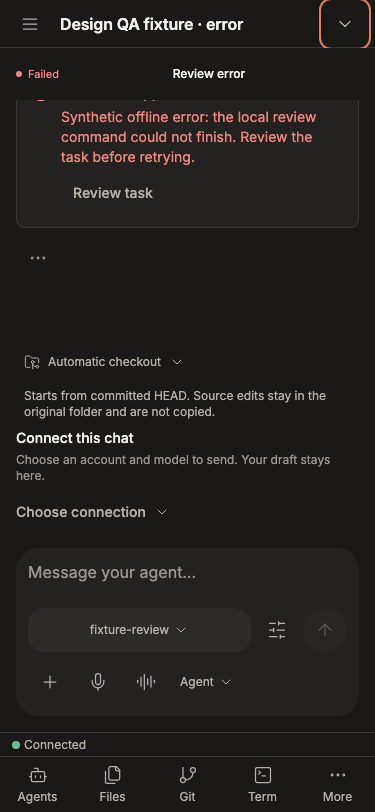 Design QA fixture · error
Failed
Review error
Synthetic offline error: the local review
command could not finish. Review the
task before retrying.
Review task
Automatic checkout
Starts from committed HEAD. Source edits stay in the
original folder and are not copied.
Connect this chat
Choose an account and model to send. Your draft stays
here.
Choose connection
Message your agent...
fixture-review
Agent
Connected
Agents
Files
Git
Term
More